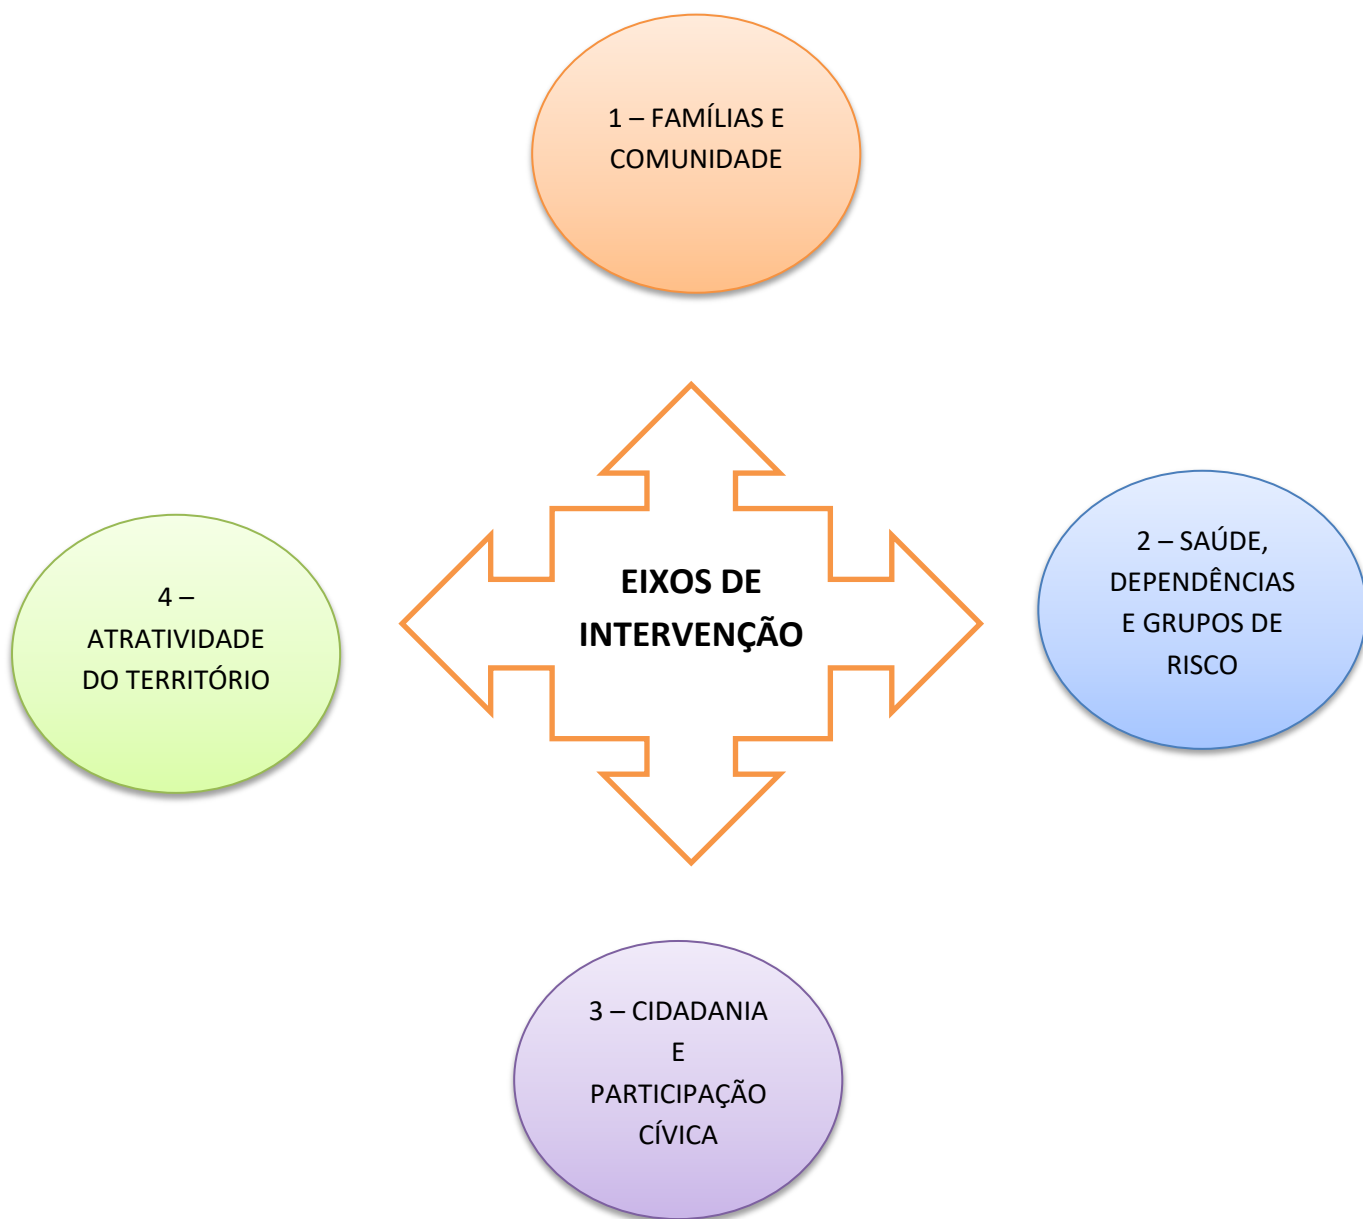 1 – FAMÍLIAS E
COMUNIDADE
EIXOS DE
INTERVENÇÃO
2 – SAÚDE,
DEPENDÊNCIAS
E GRUPOS DE
RISCO
3 – CIDADANIA
E
PARTICIPAÇÃO
CÍVICA
4 –
ATRATIVIDADE
DO TERRITÓRIO